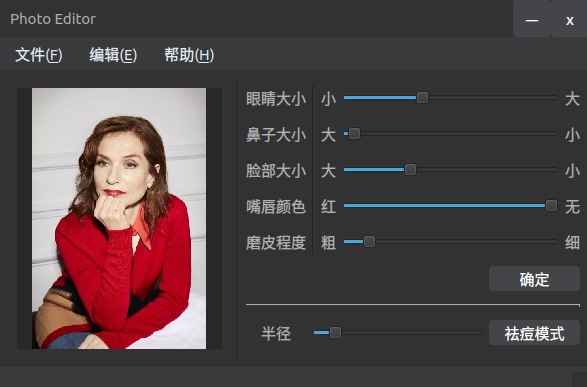 Photo Editor
文件(F) 编辑(E) 帮助(H)
眼睛大小 小 大
鼻子大小 大 小
脸部大小 大 小
嘴唇颜色 红 无
磨皮程度 粗 细
确定
半径 祛痘模式